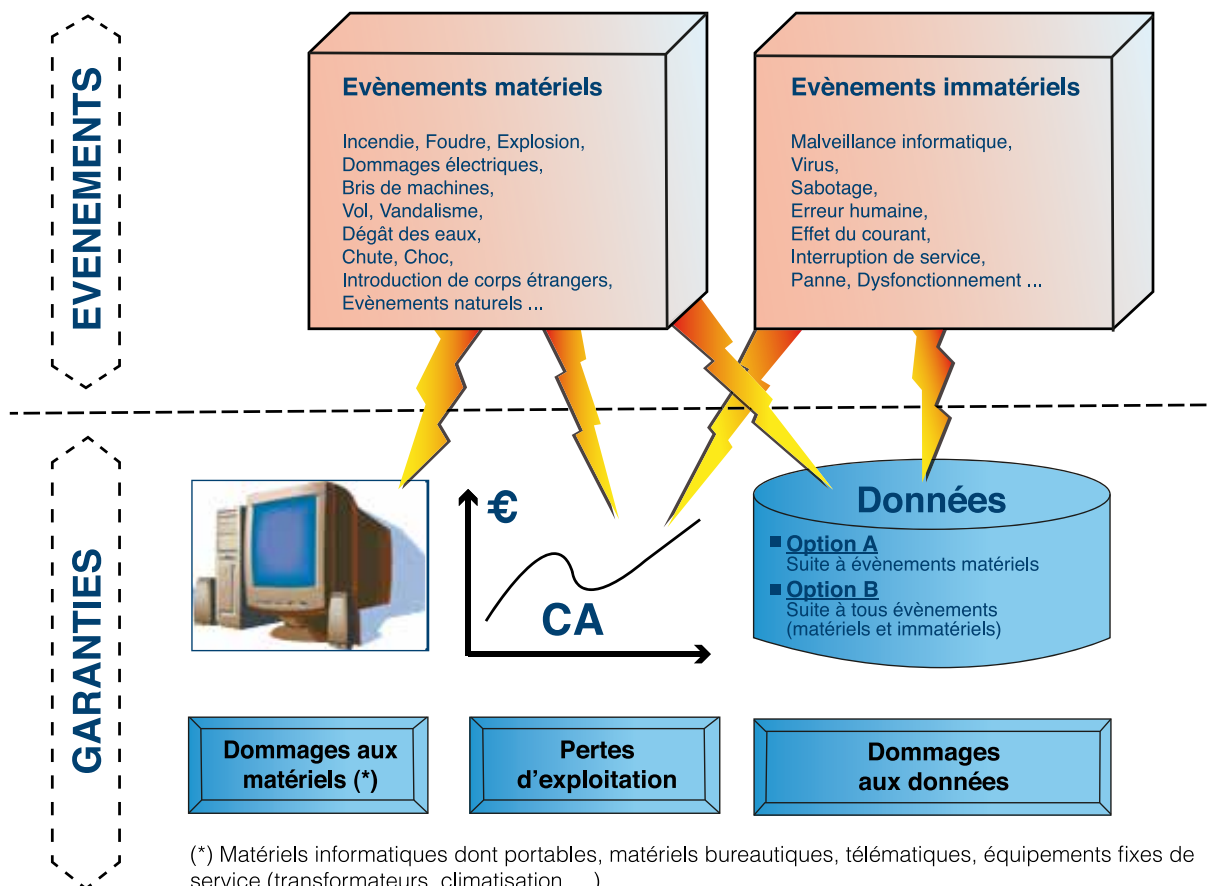 EVENEMENTS
Evènements matériels
Incendie, Foudre, Explosion,
Dommages électriques,
Bris de machines,
Vol, Vandalisme,
Dégât des eaux,
Chute, Choc,
Introduction de corps étrangers,
Evènements naturels ...
Evènements immatériels
Malveillance informatique,
Virus,
Sabotage,
Erreur humaine,
Effet du courant,
Interruption de service,
Panne, Dysfonctionnement ...
GARANTIES
€
CA
Données
Option A
Suite à évènements matériels
Option B
Suite à tous évènements
(matériels et immatériels)
Dommages aux
matériels (*)
Pertes
d'exploitation
Dommages
aux données
(*) Matériels informatiques dont portables, matériels bureautiques, télématiques, équipements fixes de
service (transformateurs, climatisation, ...)